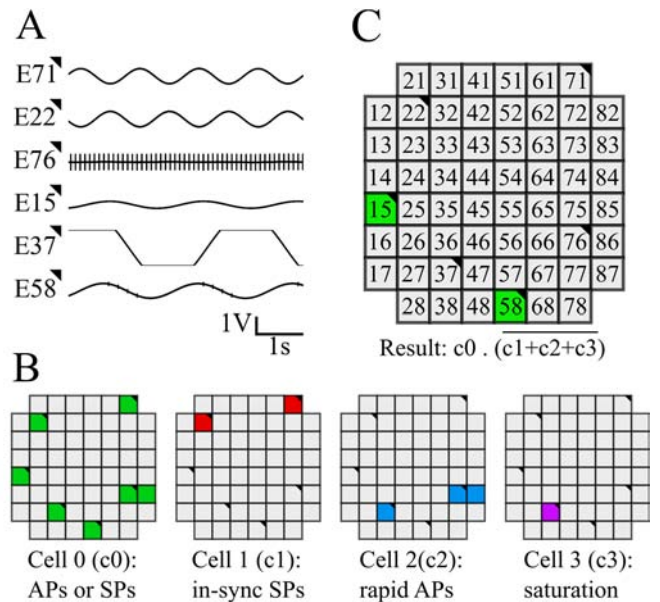 A
E71
E22
E76
E15
E37
E58
1V
1s
C
21 31 41 51 61 71
12 22 32 42 52 62 72 82
13 23 33 43 53 63 73 83
14 24 34 44 54 64 74 84
15 25 35 45 55 65 75 85
16 26 36 46 56 66 76 86
17 27 37 47 57 67 77 87
28 38 48 58 68 78
Result: c0 . (c1+c2+c3)
B
Cell 0 (c0):
APs or SPs
Cell 1 (c1):
in-sync SPs
Cell 2(c2):
rapid APs
Cell 3 (c3):
saturation